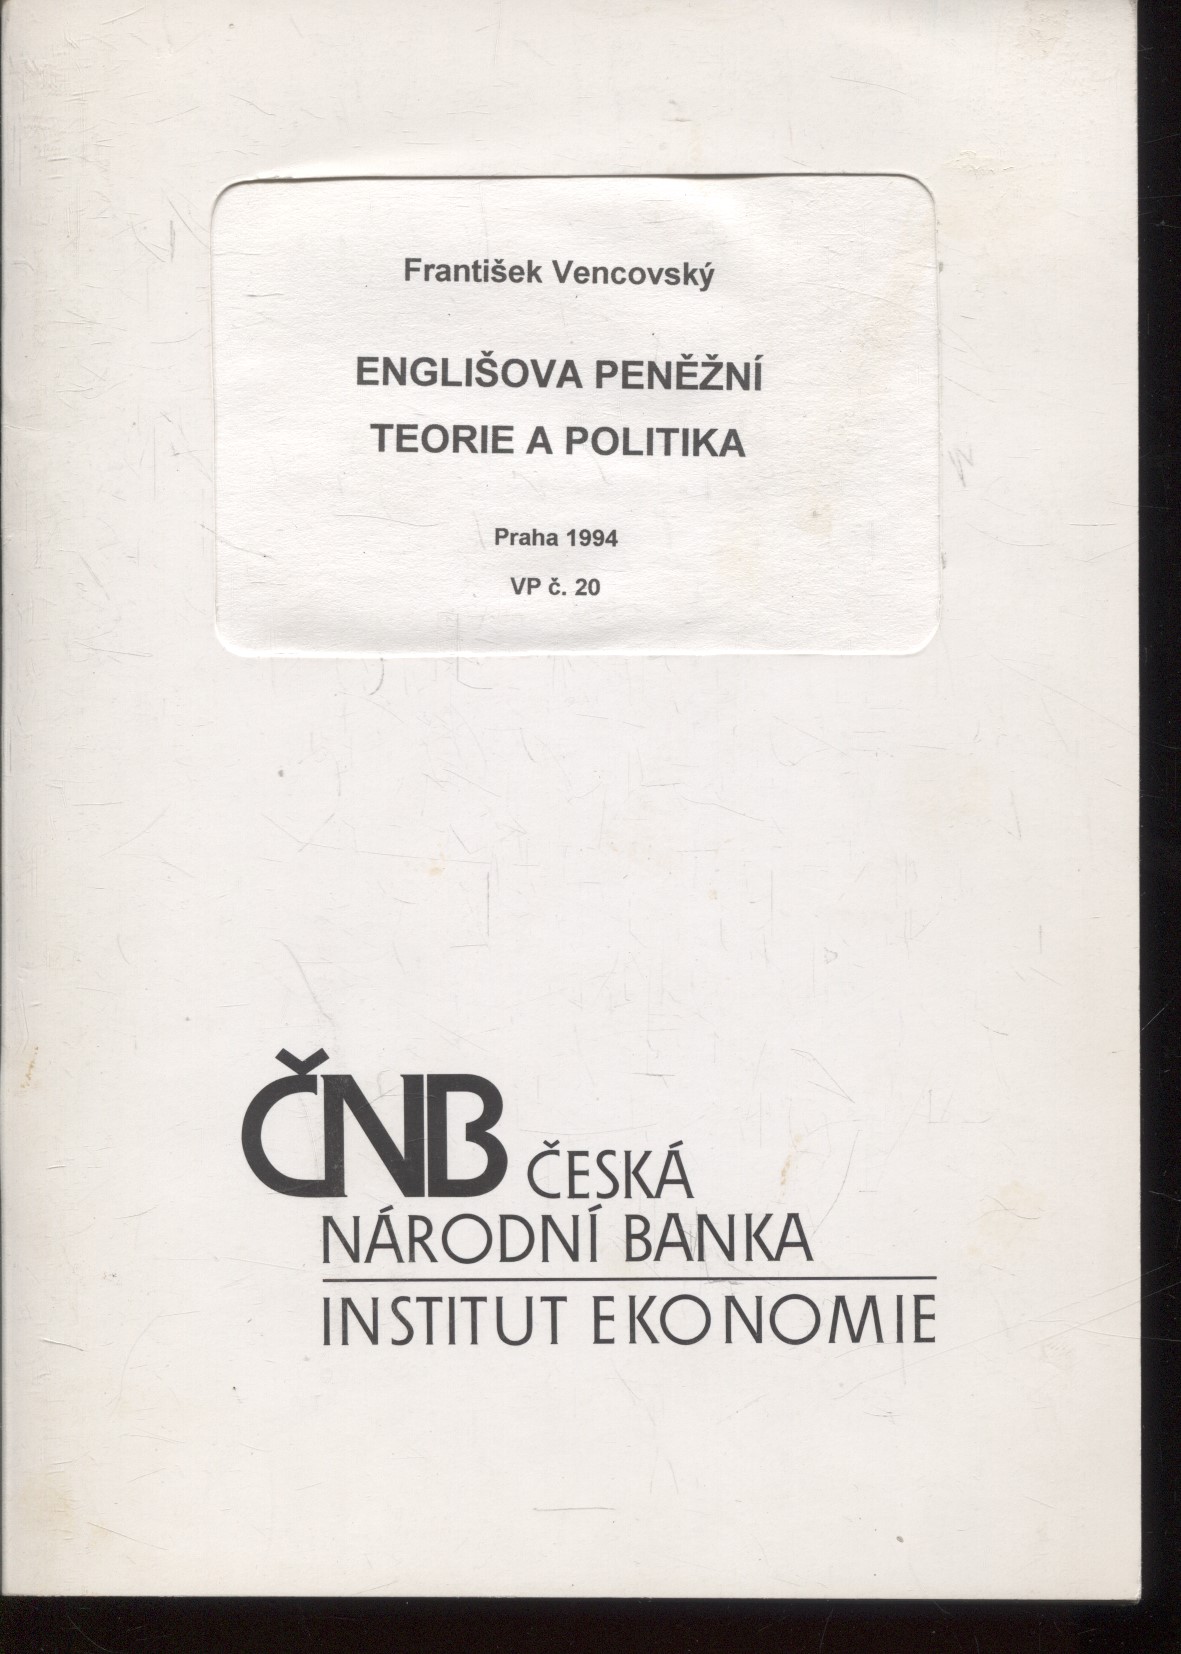 František Vencovský
ENGLIŠOVA PENĚŽNÍ
TEORIE A POLITIKA
Praha 1994
VP č. 20
ČNB ČESKÁ
NÁRODNÍ BANKA
INSTITUT EKONOMIE